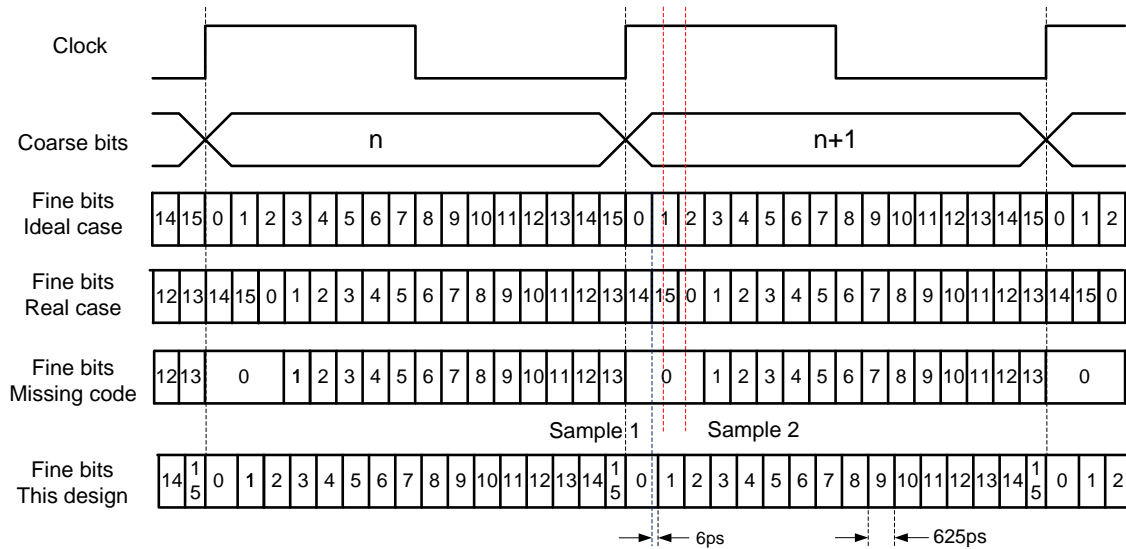 Clock
Coarse bits
n
n+1
Fine bits
Ideal case
14 15 0 1 2 3 4 5 6 7 8 9 10 11 12 13 14 15 0 1 2 3 4 5 6 7 8 9 10 11 12 13 14 15 0 1 2
Fine bits
Real case
12 13 14 15 0 1 2 3 4 5 6 7 8 9 10 11 12 13 14 15 0 1 2 3 4 5 6 7 8 9 10 11 12 13 14 15 0
Fine bits
Missing code
12 13 0 1 2 3 4 5 6 7 8 9 10 11 12 13 0 1 2 3 4 5 6 7 8 9 10 11 12 13 0
Sample 1 Sample 2
Fine bits
This design
14 15 0 1 2 3 4 5 6 7 8 9 10 11 12 13 14 15 0 1 2 3 4 5 6 7 8 9 10 11 12 13 14 15 0 1 2
6ps
625ps